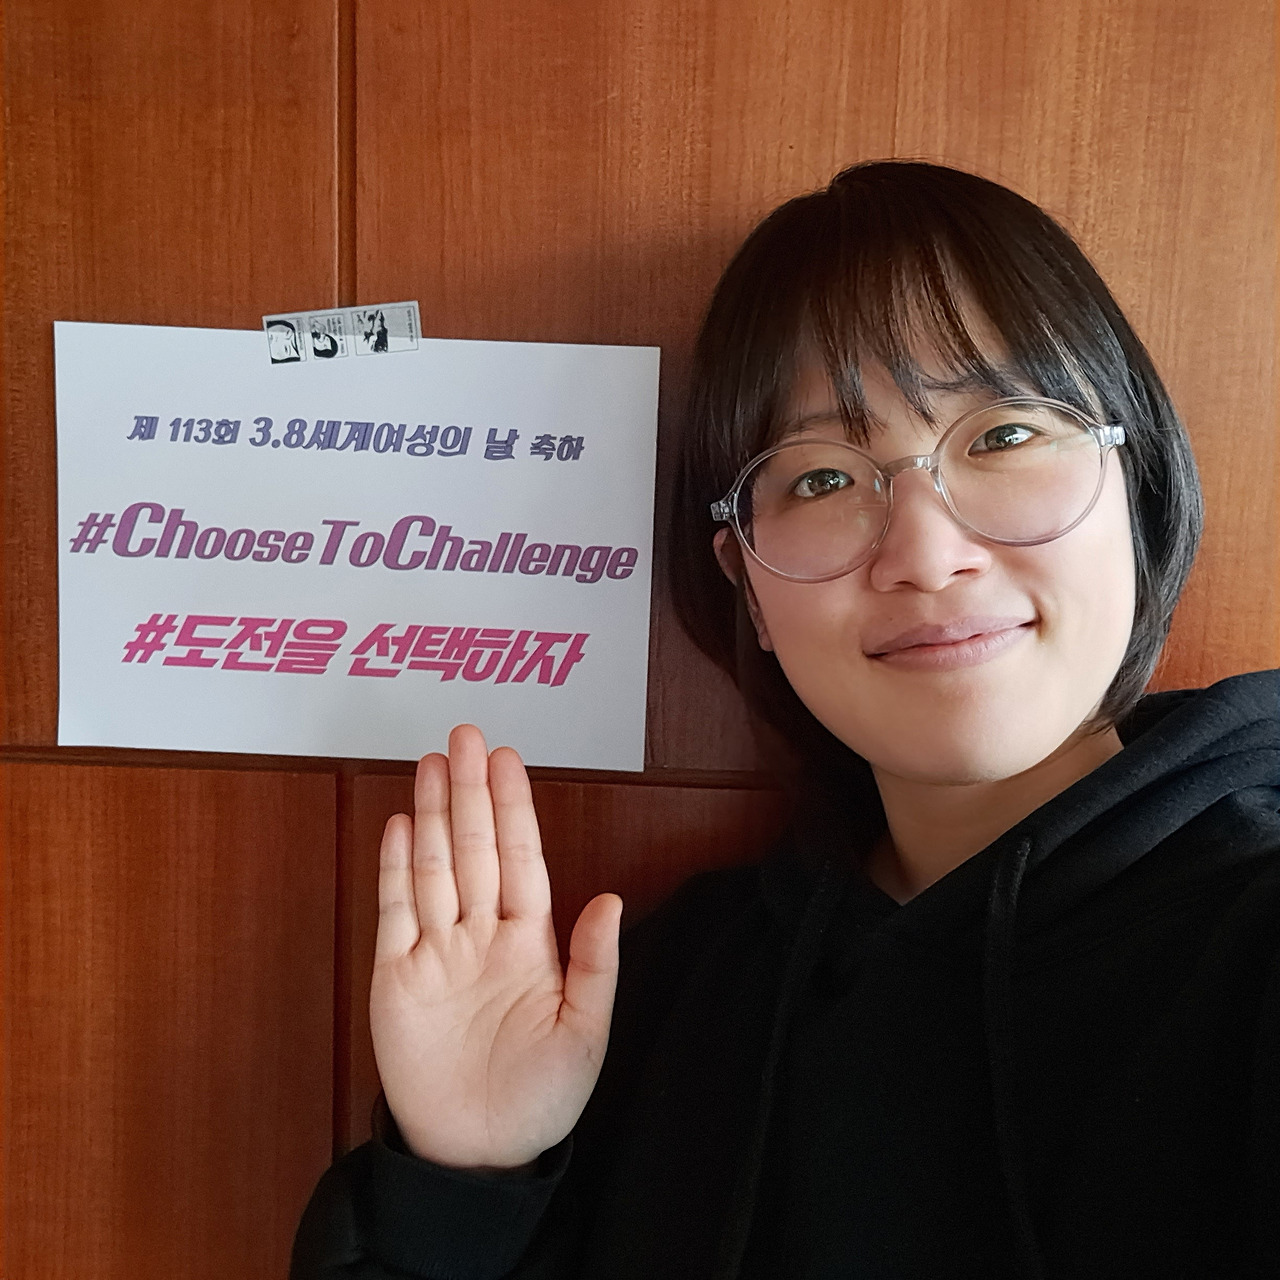 제 113회 3.8세계여성의 날 축하
#ChooseToChallenge
#도전을 선택하자